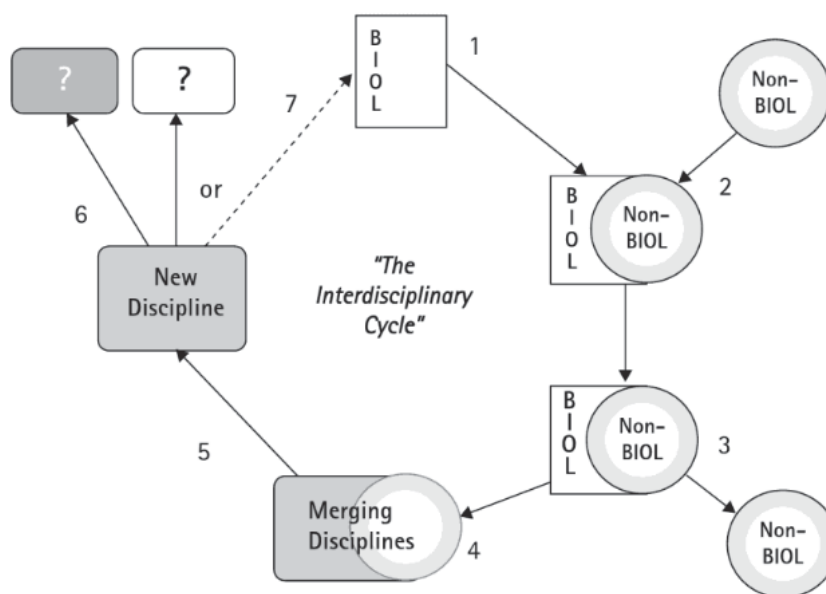 ?
?
7
B
I
O
L
1
Non-
BIOL
6
or
2
B
I
O
L
Non-
BIOL
New
Discipline
"The
Interdisciplinary
Cycle"
5
B
I
O
L
Non-
BIOL
3
Merging
Disciplines
4
Non-
BIOL